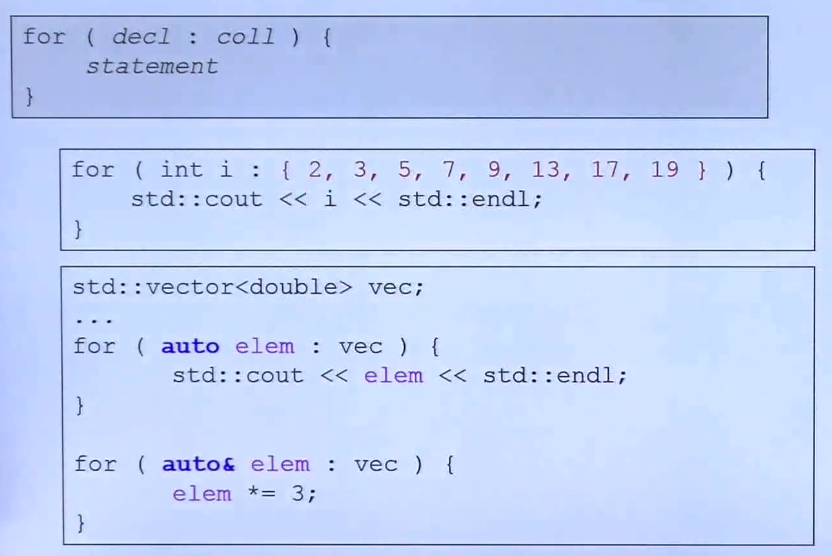 for ( decl : coll ) {
statement
}
for ( int i : { 2, 3, 5, 7, 9, 13, 17, 19 } ) {
std::cout << i << std::endl;
}
std::vector<double> vec;
...
for ( auto elem : vec ) {
std::cout << elem << std::endl;
}
for ( auto& elem : vec ) {
elem *= 3;
}